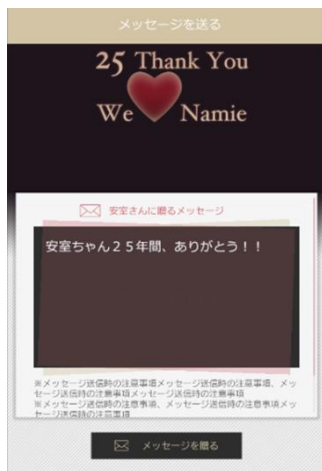 メッセージを送る
25 Thank You
We Namie
安室さんに贈るメッセージ
安室ちゃん25年間、ありがとう!!
※メッセージ送信時の注意事項メッセージ送信時の注意事項、メッ
セージ送信時の注意事項メッセージ送信時の注意事項
※メッセージ送信時の注意事項、メッセージ送信時の注意事項メッ
セージ送信時の注意事項
メッセージを贈る